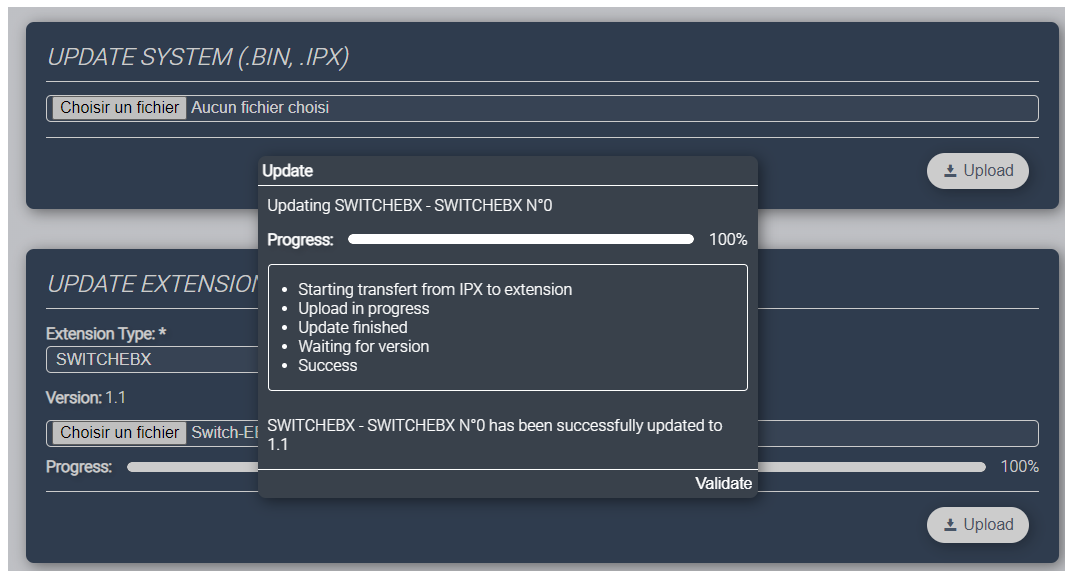 UPDATE SYSTEM (.BIN, .IPX)
Choisir un fichier Aucun fichier choisi
Upload
Update
Updating SWITCHEBX - SWITCHEBX N°0
Progress: 100%
• Starting transfert from IPX to extension
• Upload in progress
• Update finished
• Waiting for version
• Success
SWITCHEBX - SWITCHEBX N°0 has been successfully updated to
1.1
Validate
UPDATE EXTENSION
Extension Type: *
SWITCHEBX
Version: 1.1
Choisir un fichier Switch-E
Progress: 100%
Upload